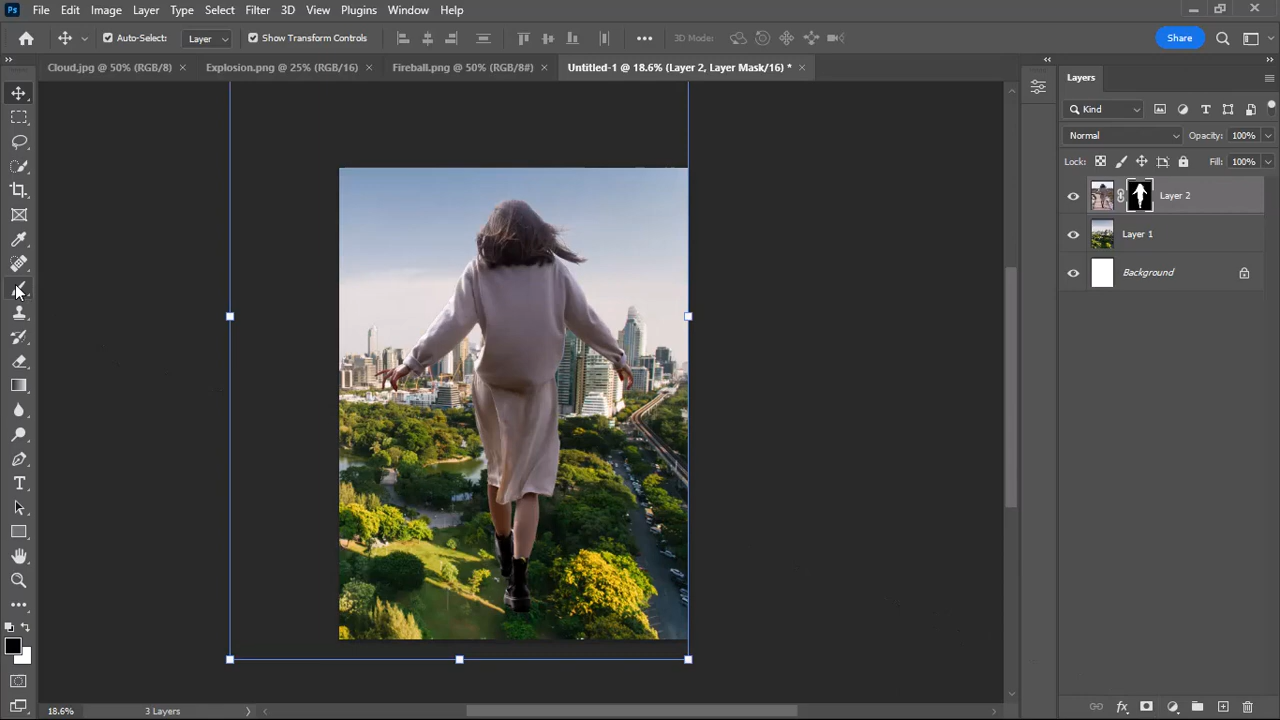 Ps File Edit Image Layer Type Select Filter 3D View Plugins Window Help
Auto-Select: Layer Show Transform Controls 3D Mode: Share
Cloud.jpg @ 50% (RGB/8) Explosion.png @ 25% (RGB/16) Fireball.png @ 50% (RGB/8#) Untitled-1 @ 18.6% (Layer 2, Layer Mask/16) *
Layers
Kind
Normal Opacity: 100%
Lock: Fill: 100%
Layer 2
Layer 1
Background
18.6% 3 Layers